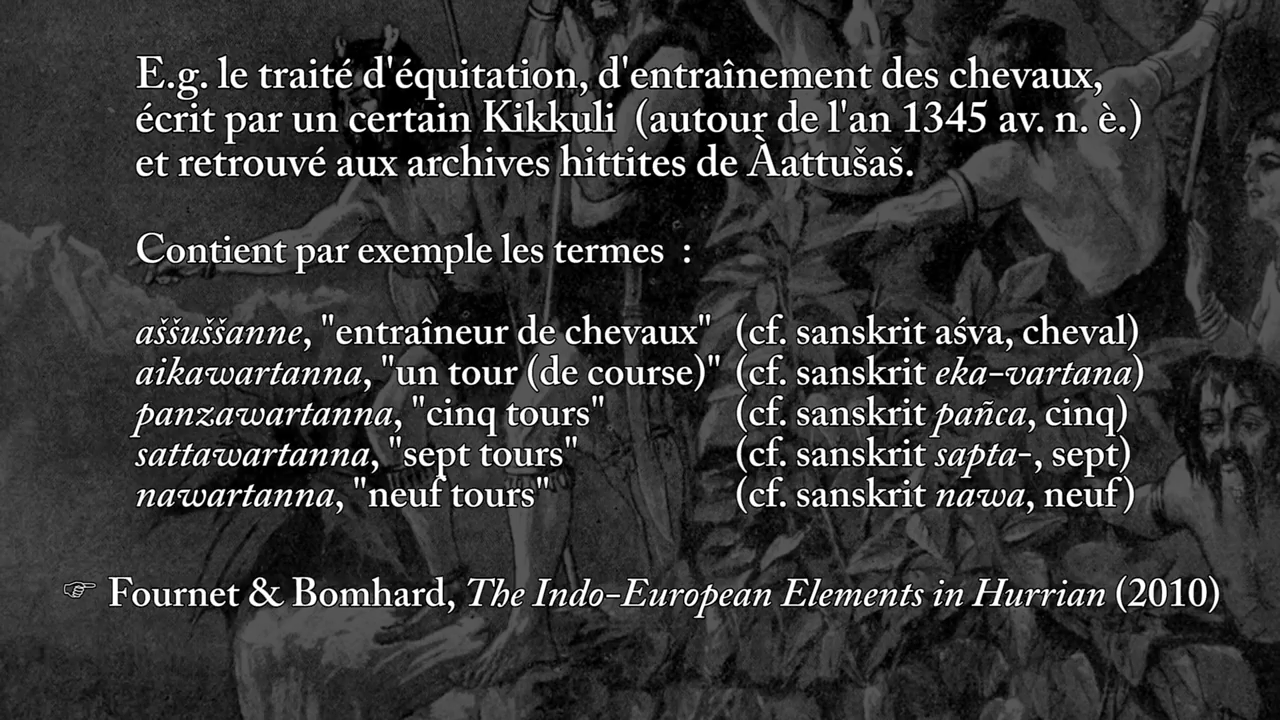 E.g. le traité d'équitation, d'entraînement des chevaux,
écrit par un certain Kikkuli (autour de l'an 1345 av. n. è.)
et retrouvé aux archives hittites de Àattušaš.
Contient par exemple les termes :
aššuššanne, "entraîneur de chevaux" (cf. sanskrit aśva, cheval)
aikawartanna, "un tour (de course)" (cf. sanskrit eka-vartana)
panzawartanna, "cinq tours" (cf. sanskrit pañca, cinq)
sattawartanna, "sept tours" (cf. sanskrit sapta-, sept)
nawartanna, "neuf tours" (cf. sanskrit nawa, neuf)
☞ Fournet & Bomhard, The Indo-European Elements in Hurrian (2010)